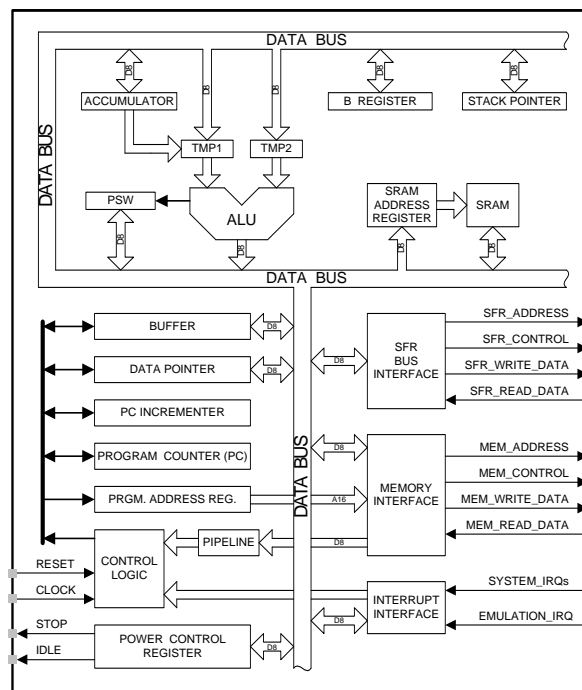 DATA BUS
D8
D8
D8
D8
D8
ACCUMULATOR
B REGISTER
STACK POINTER
DATA BUS
TMP1
TMP2
PSW
ALU
SRAM
ADDRESS
REGISTER
SRAM
D8
D8
D8
D8
DATA BUS
BUFFER
D8
DATA POINTER
D8
PC INCREMENTER
PROGRAM COUNTER (PC)
PRGM. ADDRESS REG.
A16
DATA BUS
D8
SFR
BUS
INTERFACE
SFR_ADDRESS
SFR_CONTROL
SFR_WRITE_DATA
SFR_READ_DATA
D8
MEMORY
INTERFACE
MEM_ADDRESS
MEM_CONTROL
MEM_WRITE_DATA
MEM_READ_DATA
RESET
CLOCK
CONTROL
LOGIC
PIPELINE
D8
STOP
IDLE
POWER CONTROL
REGISTER
D8
D8
INTERRUPT
INTERFACE
SYSTEM_IRQs
EMULATION_IRQ